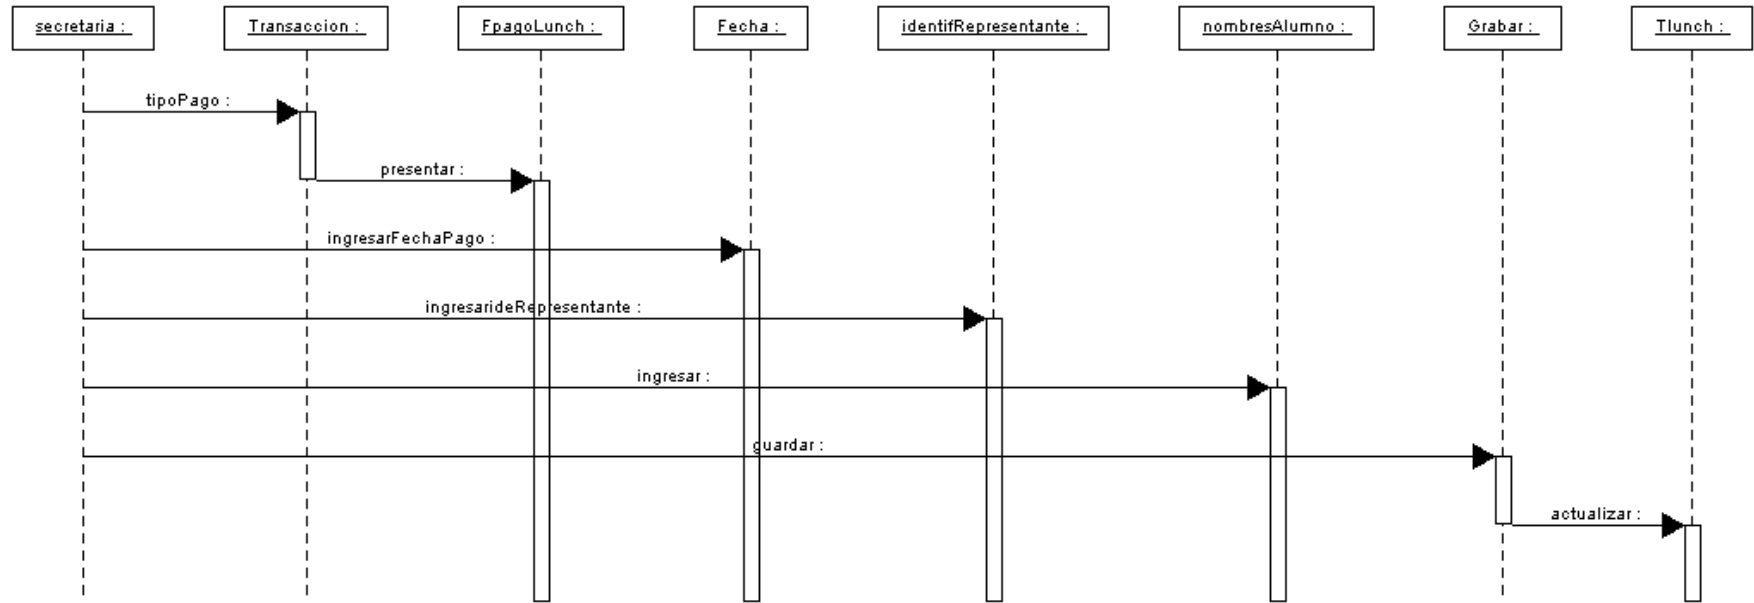 secretaria :
Transaccion :
FpagoLunch :
Fecha :
identifRepresentante :
nombresAlumno :
Grabar :
Tlunch :
tipoPago :
presentar :
ingresarFechaPago :
ingresarideRepresentante :
ingresar :
guardar :
actualizar :